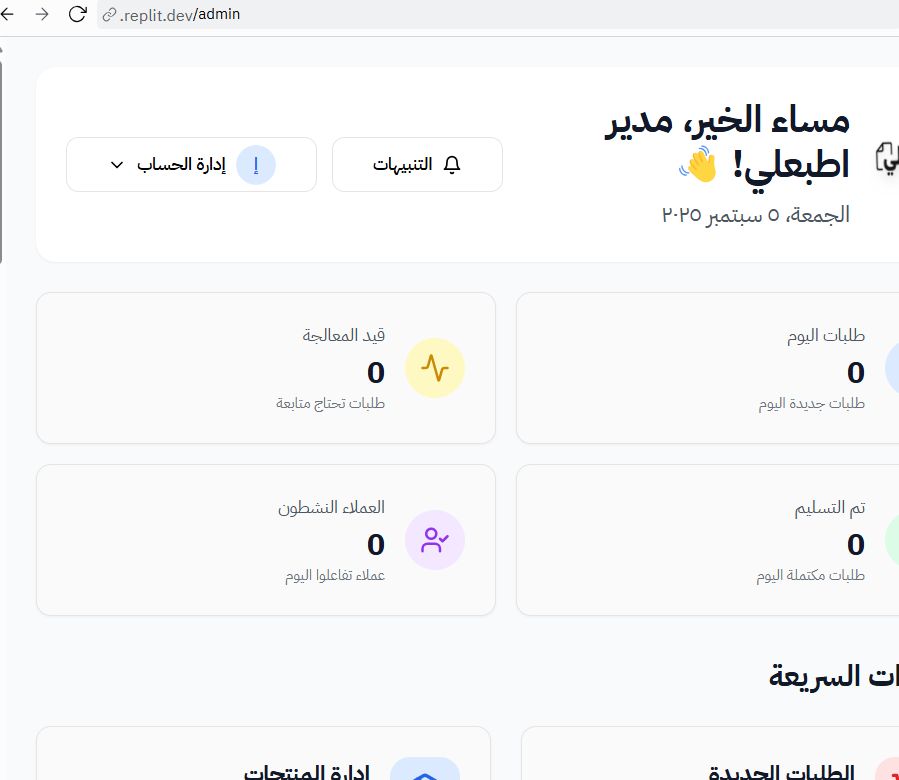 .replit.dev/admin
مساء الخير، مدير
اطبعلي! 👋
الجمعة، ٥ سبتمبر ٢٠٢٥
التنبيهات
إ
إدارة الحساب
طلبات اليوم
0
طلبات جديدة اليوم
قيد المعالجة
0
طلبات تحتاج متابعة
تم التسليم
0
طلبات مكتملة اليوم
العملاء النشطون
0
عملاء تفاعلوا اليوم
السريعة
الطلبات الجديدة
إدارة المنتجات